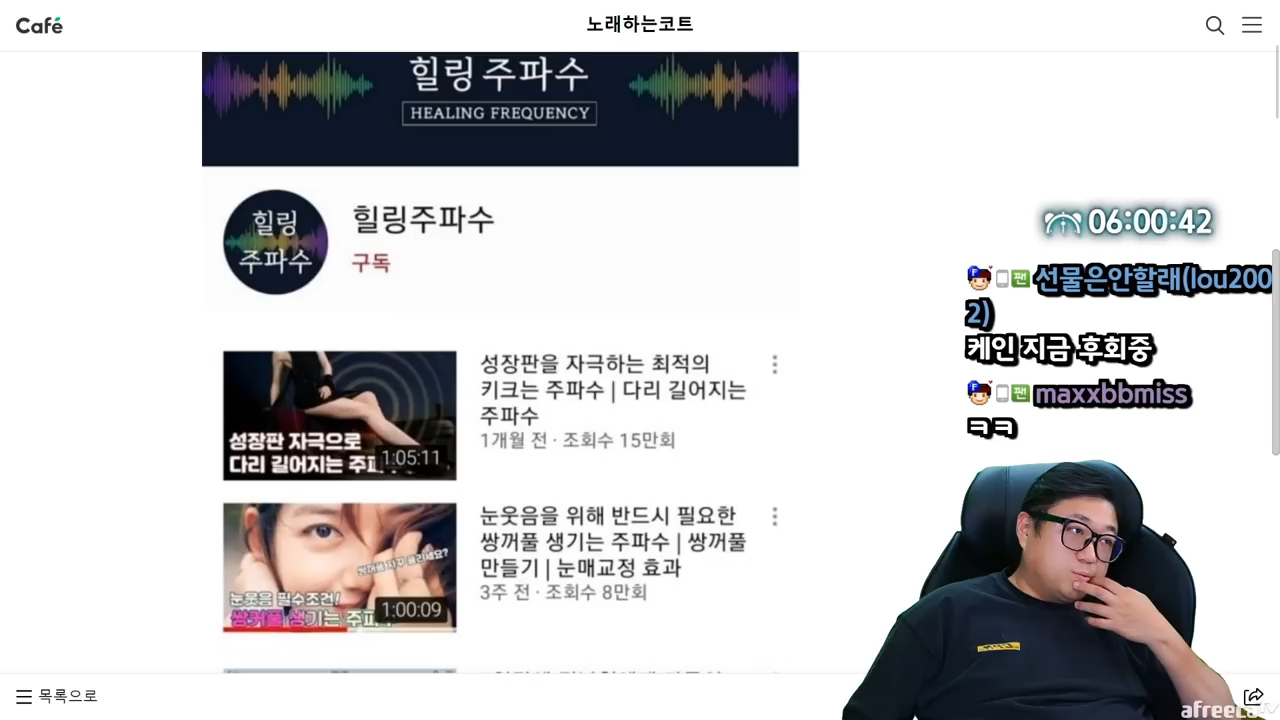 Café
노래하는코트
힐링 주파수
HEALING FREQUENCY
힐링
주파수
힐링주파수
구독
06:00:42
팬 선물은안할래(lou200
2)
케인 지금 후회중
팬 maxxbbmiss
ㅋㅋ
성장판 자극으로
다리 길어지는 주파
1:05:11
성장판을 자극하는 최적의
키크는 주파수 | 다리 길어지는
주파수
1개월 전 · 조회수 15만회
눈웃음 필수조건!
쌍커풀 생기는 주파
1:00:09
눈웃음을 위해 반드시 필요한
쌍꺼풀 생기는 주파수 | 쌍꺼풀
만들기 | 눈매교정 효과
3주 전 · 조회수 8만회
목록으로
afreecaTV